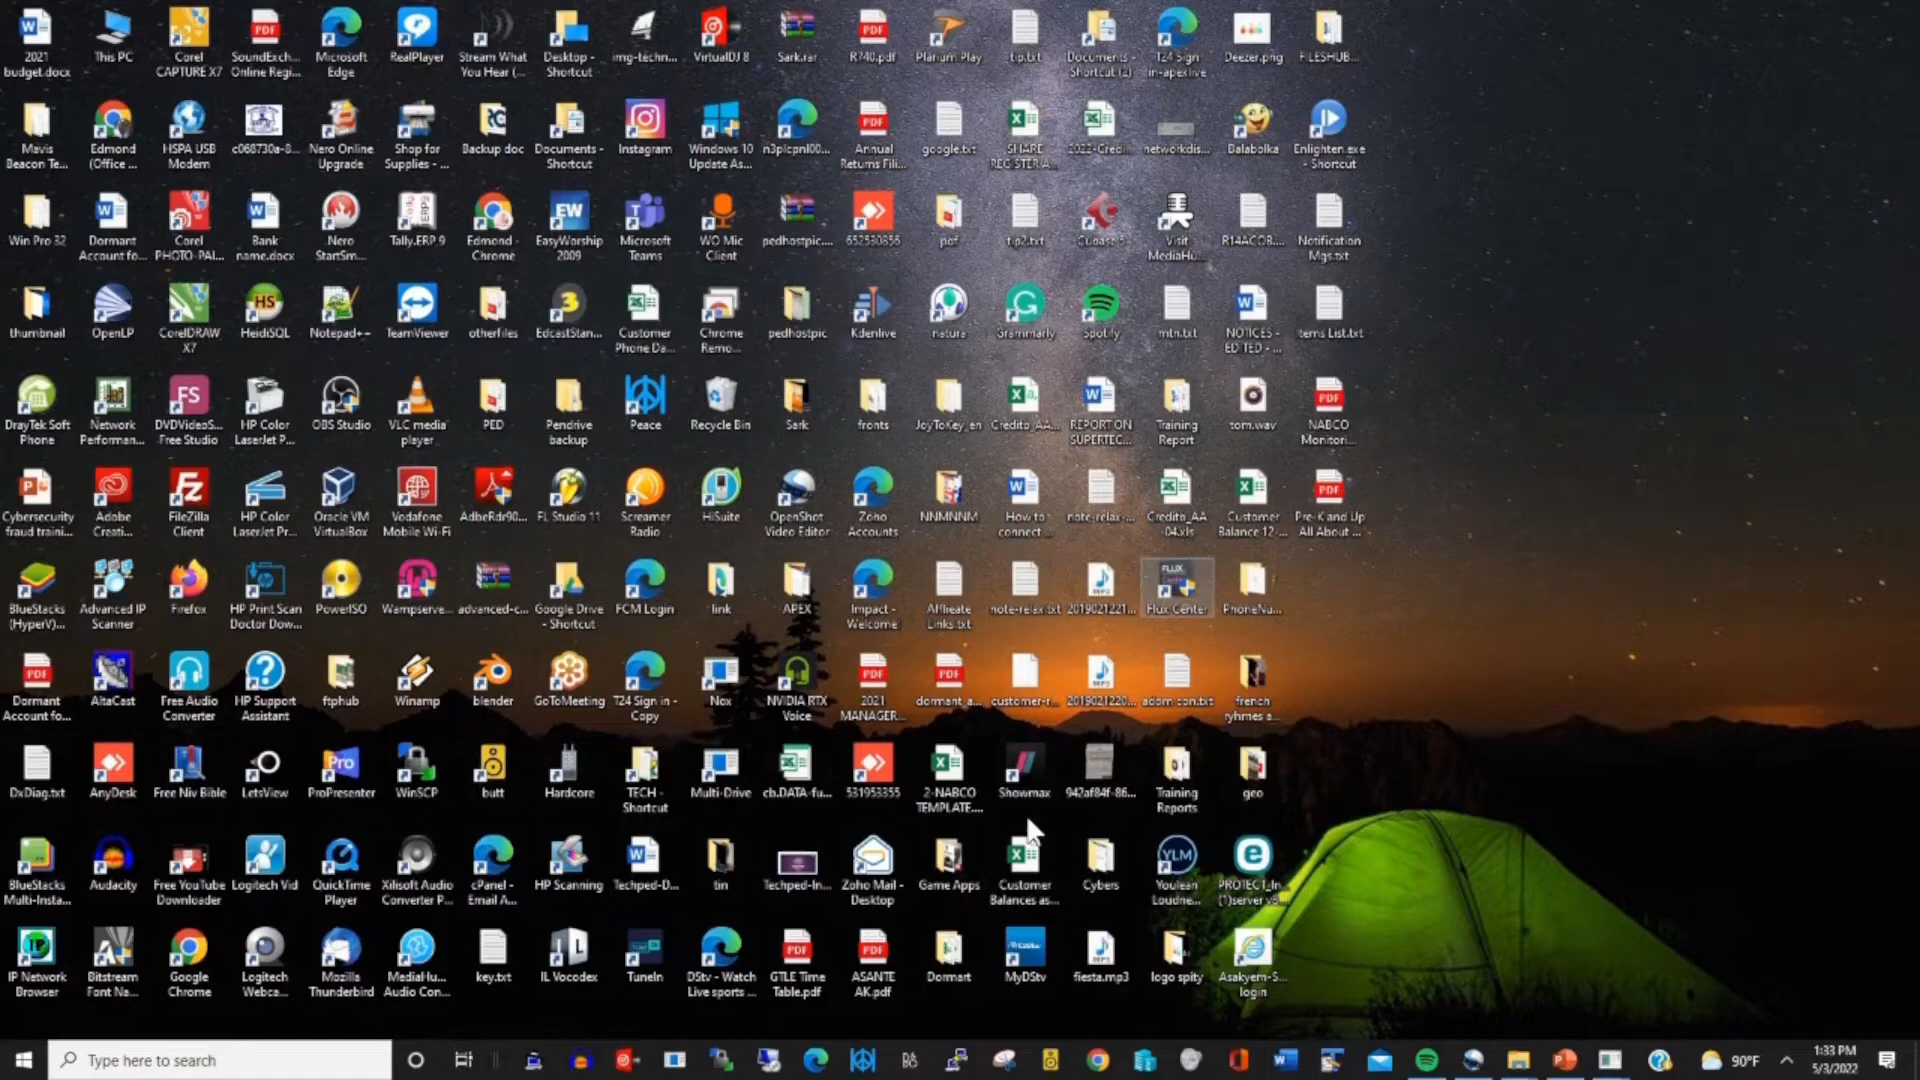 2021
budget.docx
This PC
Corel
CAPTURE X7
SoundExch...
Online Regi...
Microsoft
Edge
RealPlayer
Stream What
You Hear (...
Desktop -
Shortcut
img-techn...
VirtualDJ 8
Sark.rar
R740.pdf
Planum Play
tip.txt
Documents -
Shortcut (2)
T24 Sign
in-apexlive
Deezer.png
FILESHUB...
Mavis
Beacon Te...
Edmond
(Office ...
HSPA USB
Modem
c068730a-8...
Nero Online
Upgrade
Shop for
Supplies - ...
Backup doc
Documents -
Shortcut
Instagram
Windows 10
Update As...
n3plcpnl00...
Annual
Returns Fili...
google.txt
SHARE
REGISTER A...
2022-Credi...
networkdis...
Balabolka
Enlighten.exe
- Shortcut
Win Pro 32
Dormant
Account fo...
Corel
PHOTO-PAI...
Bank
name.docx
Nero
StartSm...
Tally.ERP 9
Edmond -
Chrome
EasyWorship
2009
Microsoft
Teams
WO Mic
Client
pedhostpic....
652530856
pdf
tip2.txt
Cubase 5
Visit
MediaHu...
R14ACOB...
Notification
Mgs.txt
thumbnail
OpenLP
CorelDRAW
X7
HeidiSQL
Notepad++
TeamViewer
otherfiles
EdcastStan...
Customer
Phone Da...
Chrome
Remo...
pedhostpic
Kdenlive
natura
Grammarly
Spotify
mtn.txt
NOTICES -
EDITED - ...
Items List.txt
DrayTek Soft
Phone
Network
Performan...
DVDVideoS...
Free Studio
HP Color
LaserJet P...
OBS Studio
VLC media
player
PED
Pendrive
backup
Peace
Recycle Bin
Sark
fronts
JoyToKey_en
Credito_AA...
REPORT ON
SUPERTEC...
Training
Report
tom.wav
NABCO
Monitori...
Cybersecurity
fraud traini...
Adobe
Creati...
FileZilla
Client
HP Color
LaserJet Pr...
Oracle VM
VirtualBox
Vodafone
Mobile Wi-Fi
AdbeRdr90...
FL Studio 11
Screamer
Radio
HiSuite
OpenShot
Video Editor
Zoho
Accounts
NNMNNM
How to
connect ...
note-relax-...
Credito_AA
-04.xls
Customer
Balance 12-...
Pre-K and Up
All About ...
BlueStacks
(HyperV)...
Advanced IP
Scanner
Firefox
HP Print Scan
Doctor Dow...
PowerISO
Wampserve...
advanced-c...
Google Drive
- Shortcut
FCM Login
link
APEX
Impact -
Welcome
Affiliate
Links.txt
note-relax.txt
2019021221...
Flux Center
PhoneNu...
Dormant
Account fo...
AltaCast
Free Audio
Converter
HP Support
Assistant
ftphub
Winamp
blender
GoToMeeting
T24 Sign in -
Copy
Nox
NVIDIA RTX
Voice
2021
MANAGER...
dormant_a...
customer-r...
2019021220...
adom con.txt
french
ryhmes a...
DxDiag.txt
AnyDesk
Free Niv Bible
LetsView
ProPresenter
WinSCP
butt
Hardcore
TECH -
Shortcut
Multi-Drive
cb.DATA-fu...
531953355
2-NABCO
TEMPLATE....
Showmax
942af84f-86...
Training
Reports
geo
BlueStacks
Multi-Insta...
Audacity
Free YouTube
Downloader
Logitech Vid
QuickTime
Player
Xilisoft Audio
Converter P...
cPanel -
Email A...
HP Scanning
Techped-D...
tin
Techped-In...
Zoho Mail -
Desktop
Game Apps
Customer
Balances as...
Cybers
Youlean
Loudne...
PROTECT_In...
(1)server v8...
IP Network
Browser
Bitstream
Font Na...
Google
Chrome
Logitech
Webca...
Mozilla
Thunderbird
MediaHu...
Audio Con...
key.txt
IL Vocodex
TuneIn
DStv - Watch
Live sports ...
GTLE Time
Table.pdf
ASANTE
AK.pdf
Dormart
MyDStv
fiesta.mp3
logo spity
Asakyem-S...
login
Type here to search
90°F
1:33 PM
5/3/2022